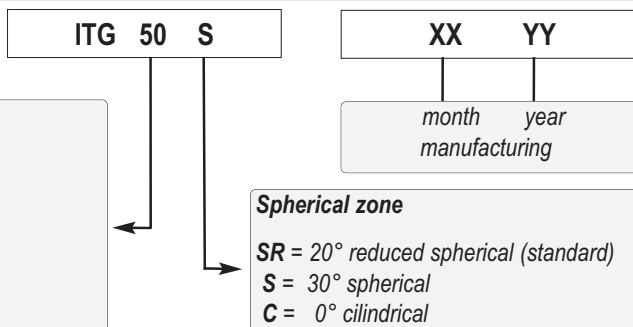 ITG 50 S
XX YY
month year
manufacturing
Spherical zone
SR = 20° reduced spherical (standard)
S = 30° spherical
C = 0° cilindrical